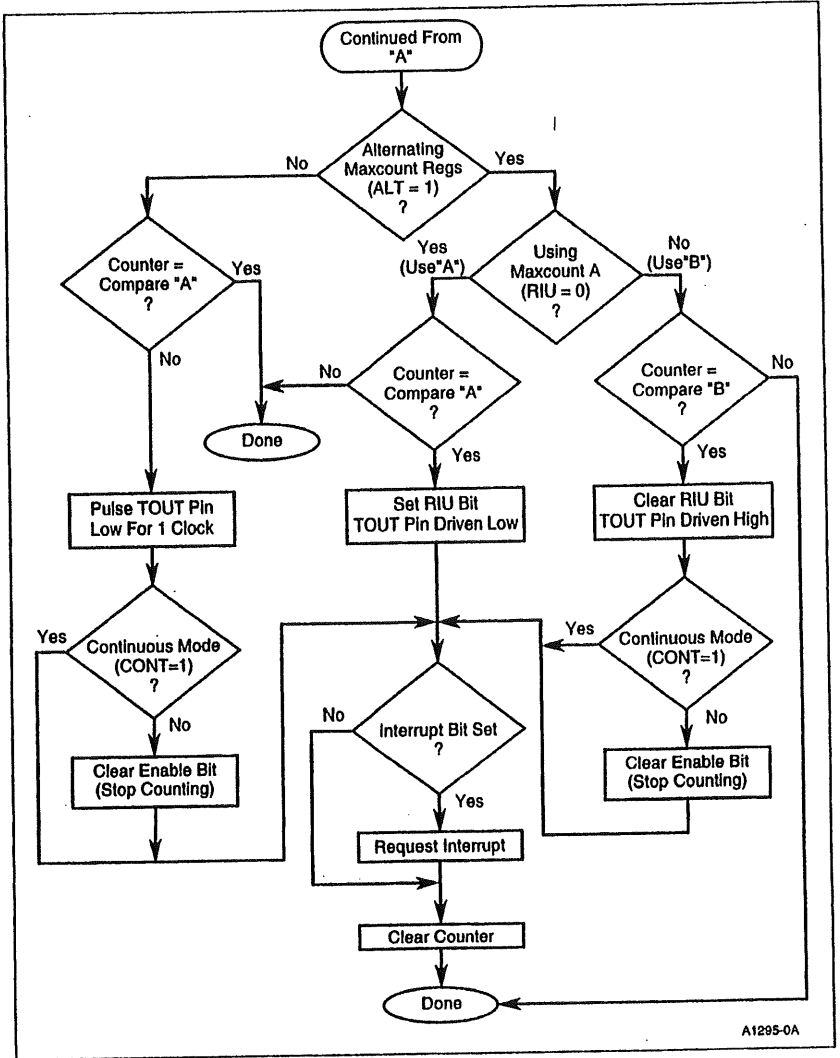 Continued From
"A"
Alternating
Maxcount Regs
(ALT = 1)
?
No
Yes
Counter =
Compare "A"
?
Yes
No
Yes
(Use"A")
Using
Maxcount A
(RIU = 0)
?
No
(Use"B")
No
Counter =
Compare "A"
?
Yes
Counter =
Compare "B"
?
No
Yes
Done
Pulse TOUT Pin
Low For 1 Clock
Set RIU Bit
TOUT Pin Driven Low
Clear RIU Bit
TOUT Pin Driven High
Yes
Continuous Mode
(CONT=1)
?
No
Yes
Continuous Mode
(CONT=1)
?
No
No
Interrupt Bit Set
?
Yes
Clear Enable Bit
(Stop Counting)
Clear Enable Bit
(Stop Counting)
Request Interrupt
Clear Counter
Done
A1295-0A